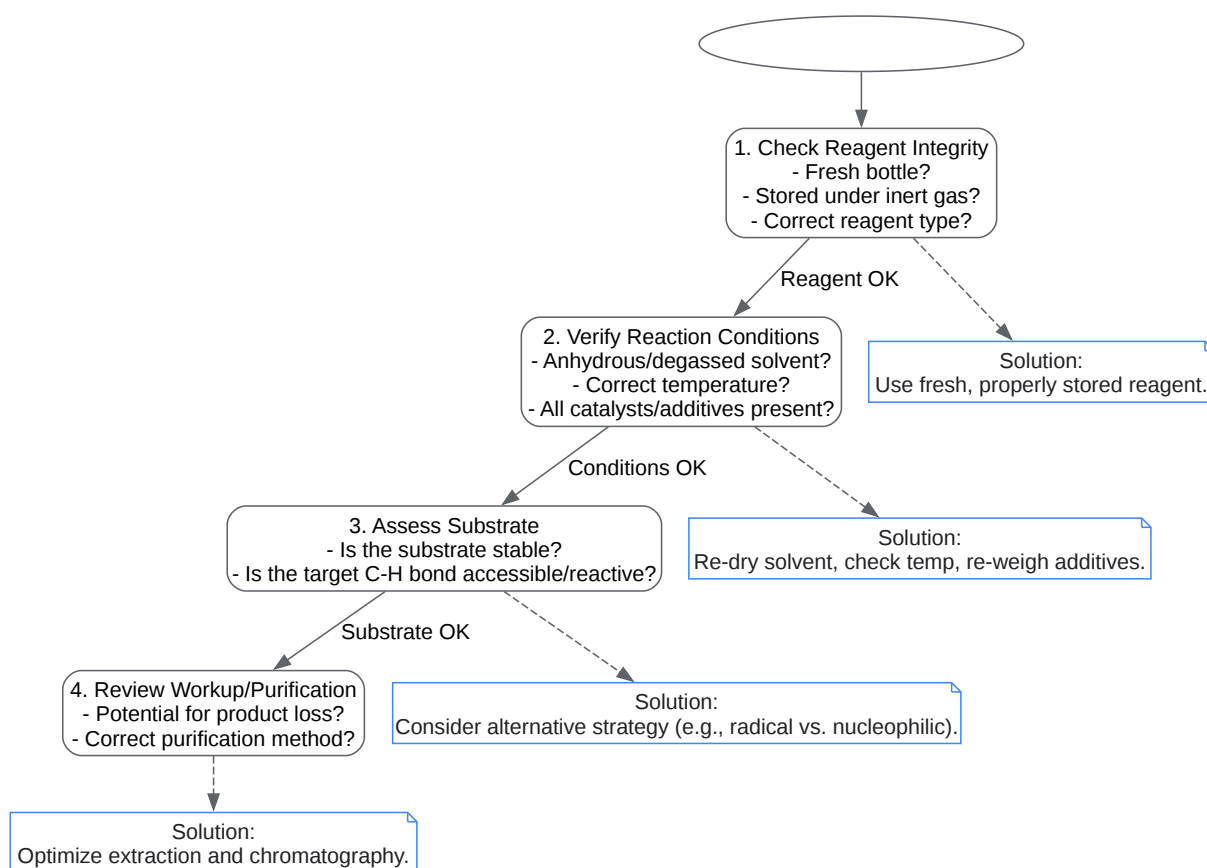 1. Check Reagent Integrity
- Fresh bottle?
- Stored under inert gas?
- Correct reagent type?
Reagent OK
2. Verify Reaction Conditions
- Anhydrous/degassed solvent?
- Correct temperature?
- All catalysts/additives present?
Solution:
Use fresh, properly stored reagent.
Conditions OK
3. Assess Substrate
- Is the substrate stable?
- Is the target C-H bond accessible/reactive?
Solution:
Re-dry solvent, check temp, re-weigh additives.
Substrate OK
4. Review Workup/Purification
- Potential for product loss?
- Correct purification method?
Solution:
Consider alternative strategy (e.g., radical vs. nucleophilic).
Solution:
Optimize extraction and chromatography.